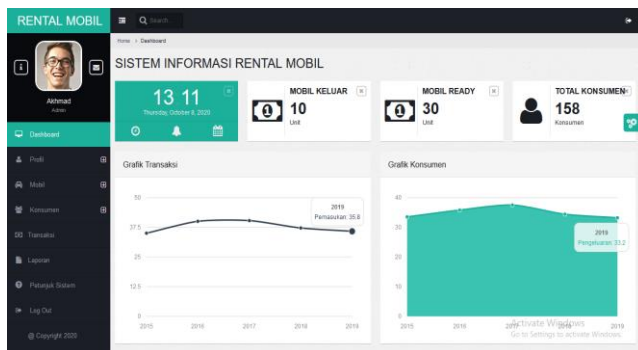 RENTAL MOBIL
Search...
Akhmad
Admin
Dashboard
Profil
Mobil
Konsumen
Transaksi
Laporan
Petunjuk Sistem
Log Out
@ Copyright 2020
Home > Dashboard
SISTEM INFORMASI RENTAL MOBIL
13 11
Thursday, October 8, 2020
MOBIL KELUAR
10
Unit
MOBIL READY
30
Unit
TOTAL KONSUMEN
158
Konsumen
Grafik Transaksi
50
37.5
25
12.5
0
2015 2016 2017 2018 2019
2019
Pemasukan: 35.8
Grafik Konsumen
40
30
20
10
0
2015 2016 2017 2018 2019
2019
Pengeluaran: 33.2
Activate Windows
Go to Settings to activate Windows.